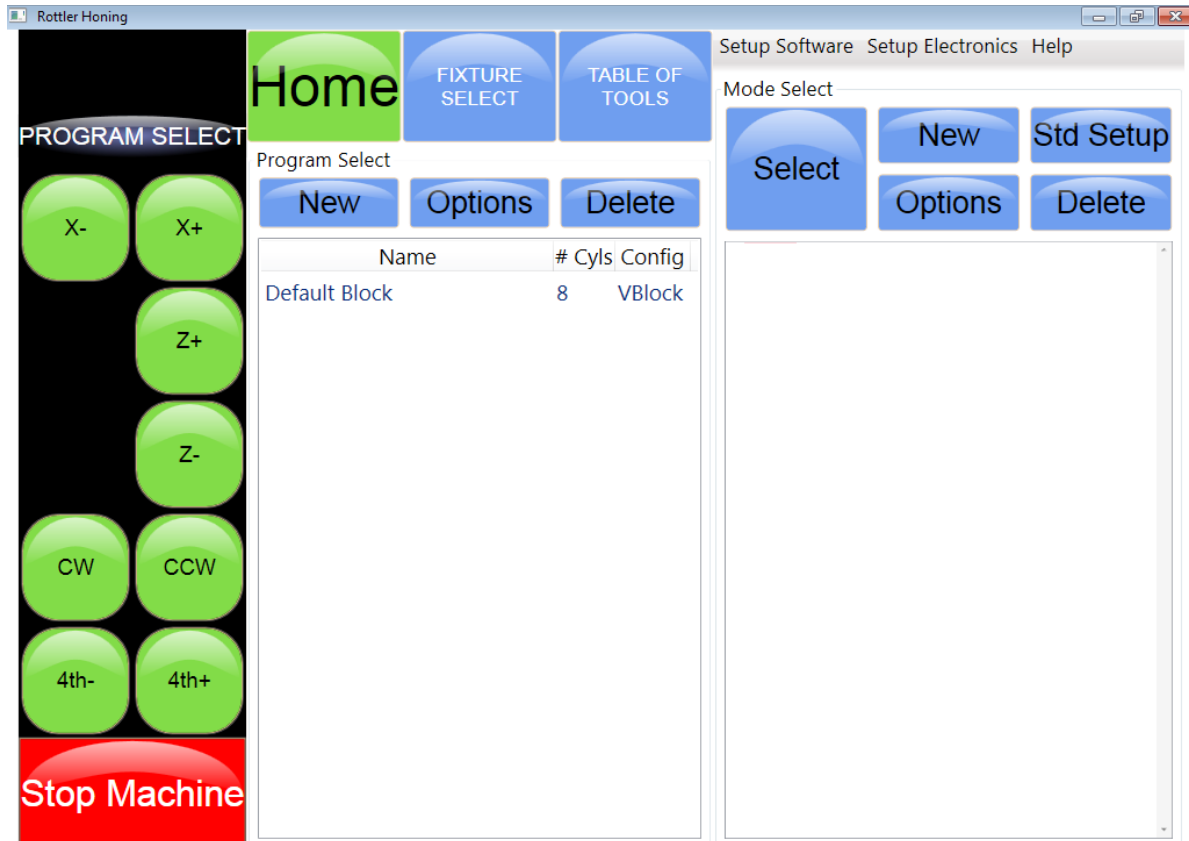 Rottler Honing
PROGRAM SELECT
X-
X+
Z+
Z-
CW
CCW
4th-
4th+
Stop Machine
Home
FIXTURE
SELECT
TABLE OF
TOOLS
Program Select
New
Options
Delete
Name # Cyls Config
Default Block 8 VBlock
Setup Software Setup Electronics Help
Mode Select
Select
New
Std Setup
Options
Delete